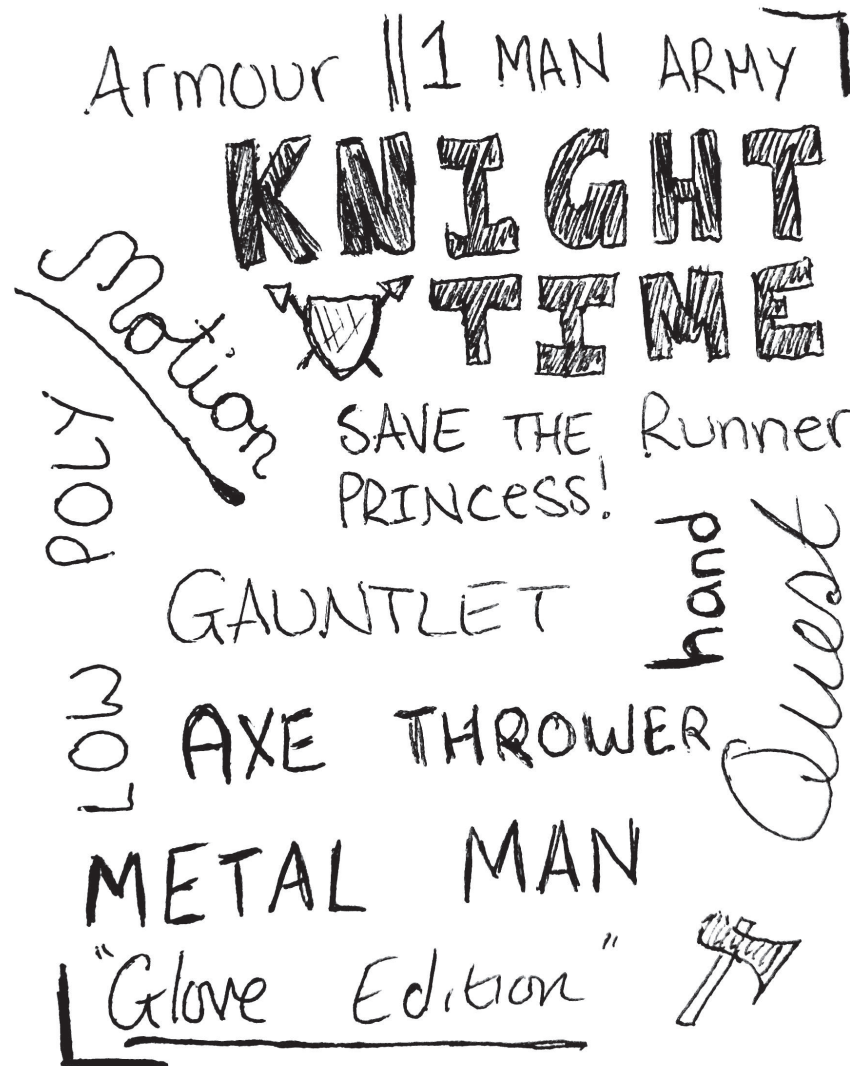 Armour || 1 MAN ARMY
KNIGHT
TIME
Motion
SAVE THE Runner
PRINCESS!
LOW POLY
GAUNTLET
hand
Quest
AXE THROWER
METAL MAN
"Glove Edition"